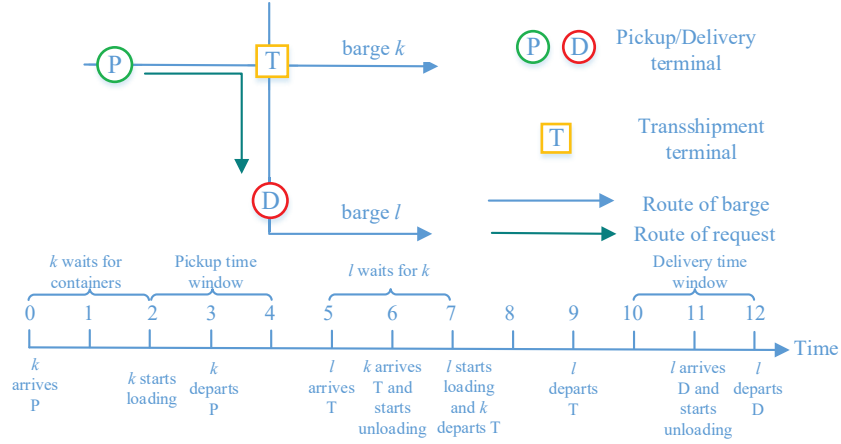 P
T
barge k
D
barge l
P D
Pickup/Delivery
terminal
T
Transshipment
terminal
Route of barge
Route of request
k waits for
containers
Pickup time
window
l waits for k
Delivery time
window
0 1 2 3 4 5 6 7 8 9 10 11 12
Time
k
arrives
P
k starts
loading
k
departs
P
l
arrives
T
k arrives
T and
starts
unloading
l starts
loading
and k
departs T
l
departs
T
l arrives
D and
starts
unloading
l
departs
D